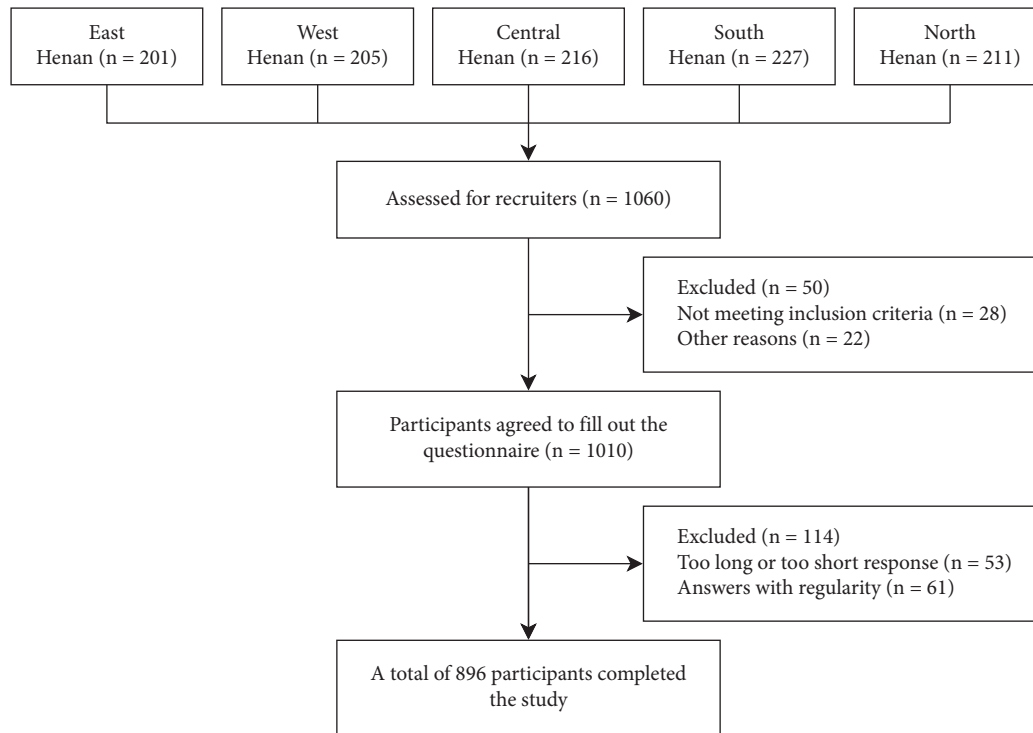 East
Henan (n = 201)
West
Henan (n = 205)
Central
Henan (n = 216)
South
Henan (n = 227)
North
Henan (n = 211)
Assessed for recruiters (n = 1060)
Excluded (n = 50)
Not meeting inclusion criteria (n = 28)
Other reasons (n = 22)
Participants agreed to fill out the
questionnaire (n = 1010)
Excluded (n = 114)
Too long or too short response (n = 53)
Answers with regularity (n = 61)
A total of 896 participants completed
the study